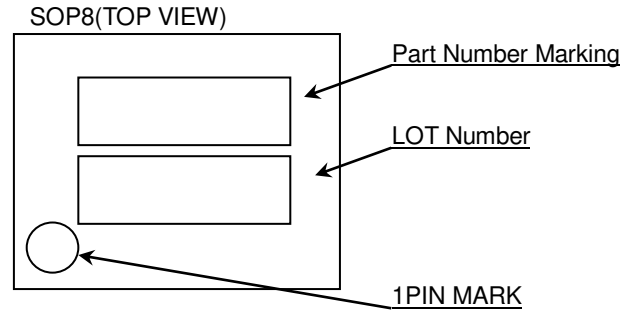 SOP8(TOP VIEW)
Part Number Marking
LOT Number
1PIN MARK